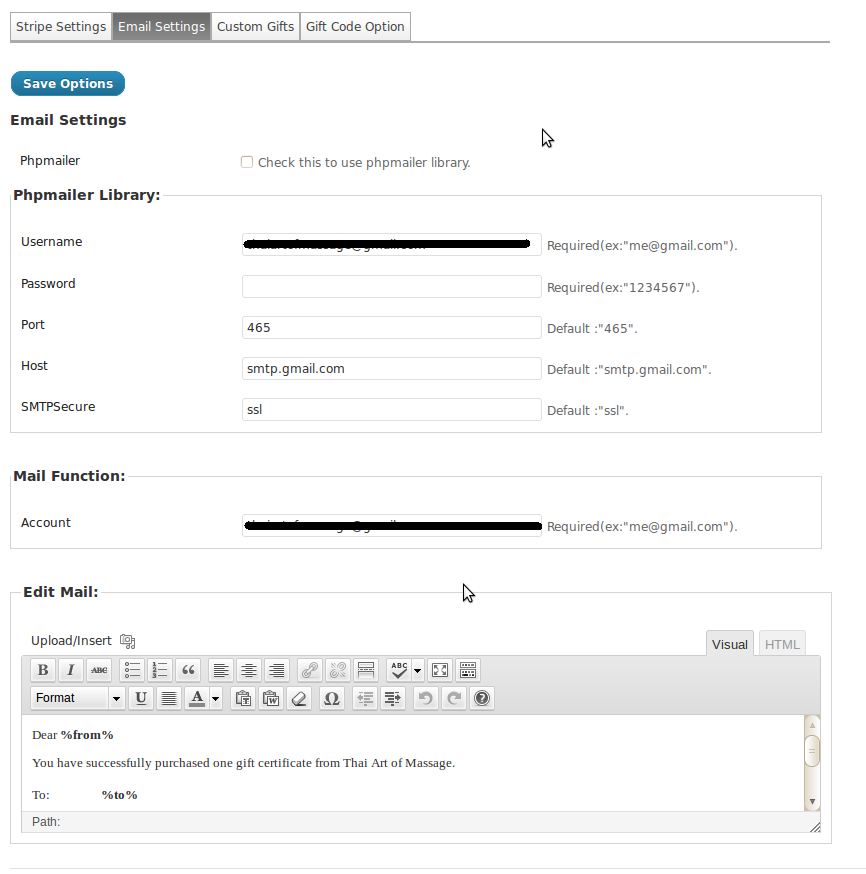 Stripe Settings Email Settings Custom Gifts Gift Code Option
Save Options
Email Settings
Phpmailer Check this to use phpmailer library.
Phpmailer Library:
Username Required(ex:"me@gmail.com").
Password Required(ex:"1234567").
Port 465 Default :"465".
Host smtp.gmail.com Default :"smtp.gmail.com".
SMTPSecure ssl Default :"ssl".
Mail Function:
Account Required(ex:"me@gmail.com").
Edit Mail:
Upload/Insert Visual HTML
B I ABC ABC
Format U A Ω
Dear %from%
You have successfully purchased one gift certificate from Thai Art of Massage.
To: %to%
Path: